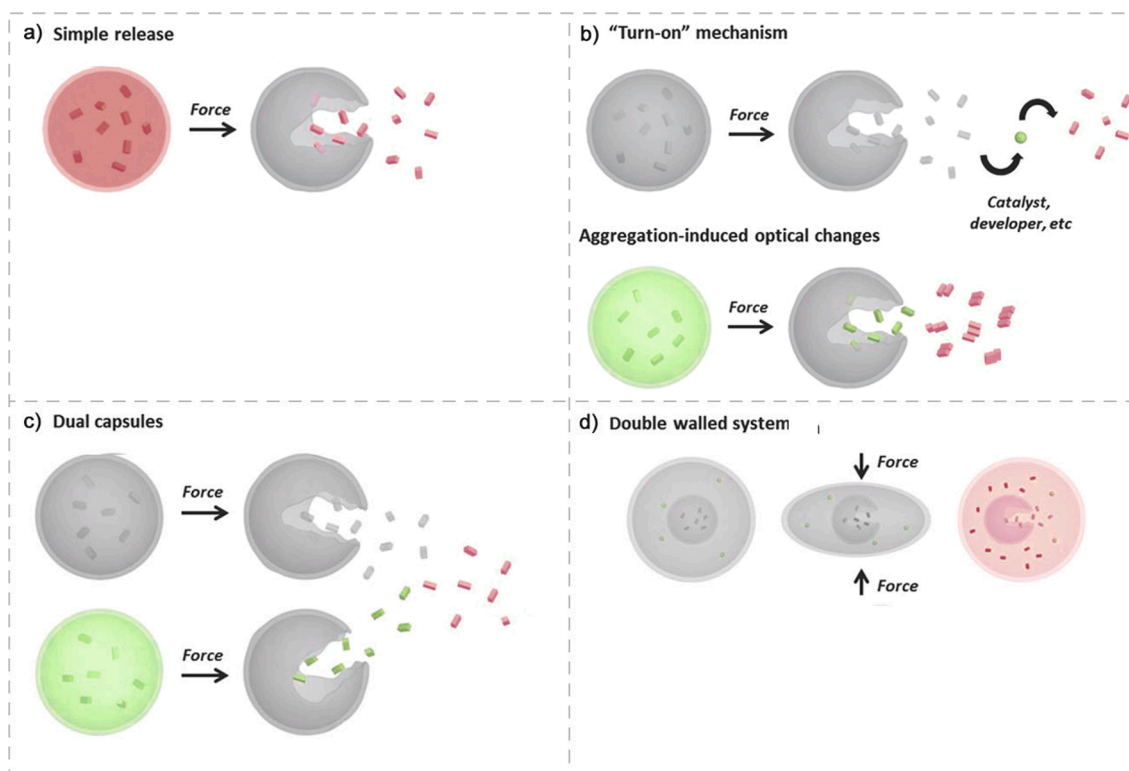 a) Simple release
Force
b) “Turn-on” mechanism
Force
Catalyst,
developer, etc
Aggregation-induced optical changes
Force
c) Dual capsules
Force
Force
d) Double walled system
Force
Force